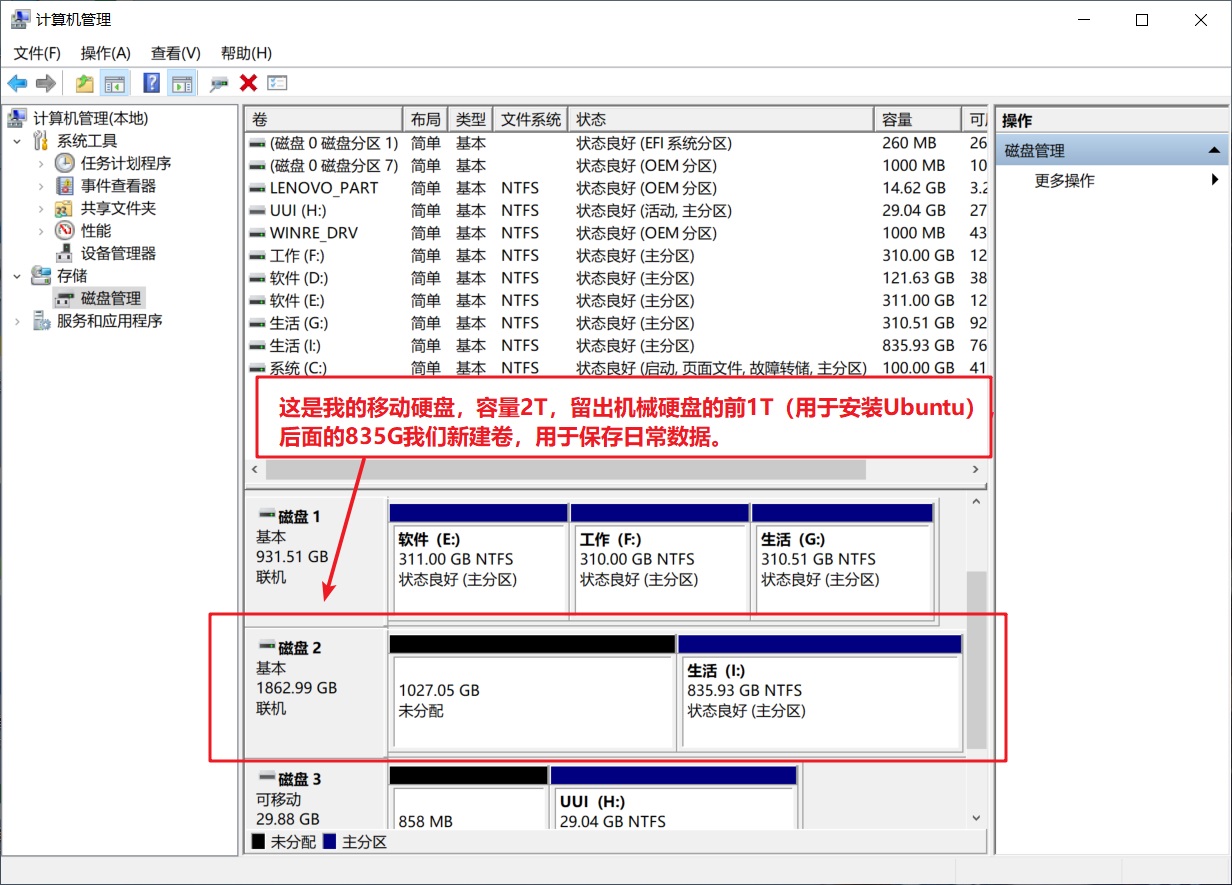 计算机管理
文件(F) 操作(A) 查看(V) 帮助(H)
计算机管理(本地)
系统工具
任务计划程序
事件查看器
共享文件夹
性能
设备管理器
存储
磁盘管理
服务和应用程序
卷 布局 类型 文件系统 状态 容量
(磁盘 0 磁盘分区 1) 简单 基本 状态良好 (EFI 系统分区) 260 MB 26
(磁盘 0 磁盘分区 7) 简单 基本 状态良好 (OEM 分区) 1000 MB 10
LENOVO_PART 简单 基本 NTFS 状态良好 (OEM 分区) 14.62 GB 3.2
UUI (H:) 简单 基本 NTFS 状态良好 (活动, 主分区) 29.04 GB 27
WINRE_DRV 简单 基本 NTFS 状态良好 (OEM 分区) 1000 MB 43
工作 (F:) 简单 基本 NTFS 状态良好 (主分区) 310.00 GB 12
软件 (D:) 简单 基本 NTFS 状态良好 (主分区) 121.63 GB 38
软件 (E:) 简单 基本 NTFS 状态良好 (主分区) 311.00 GB 12
生活 (G:) 简单 基本 NTFS 状态良好 (主分区) 310.51 GB 92
生活 (I:) 简单 基本 NTFS 状态良好 (主分区) 835.93 GB 76
系统 (C:) 简单 基本 NTFS 状态良好 (启动, 页面文件, 故障转储, 主分区) 100.00 GB 41
这是我的移动硬盘，容量2T，留出机械硬盘的前1T（用于安装Ubuntu）
后面的835G我们新建卷，用于保存日常数据。
磁盘 1
基本
931.51 GB
联机
软件 (E:)
311.00 GB NTFS
状态良好 (主分区)
工作 (F:)
310.00 GB NTFS
状态良好 (主分区)
生活 (G:)
310.51 GB NTFS
状态良好 (主分区)
磁盘 2
基本
1862.99 GB
联机
1027.05 GB
未分配
生活 (I:)
835.93 GB NTFS
状态良好 (主分区)
磁盘 3
可移动
29.88 GB
858 MB
UUI (H:)
29.04 GB NTFS
未分配 主分区
操作
磁盘管理
更多操作